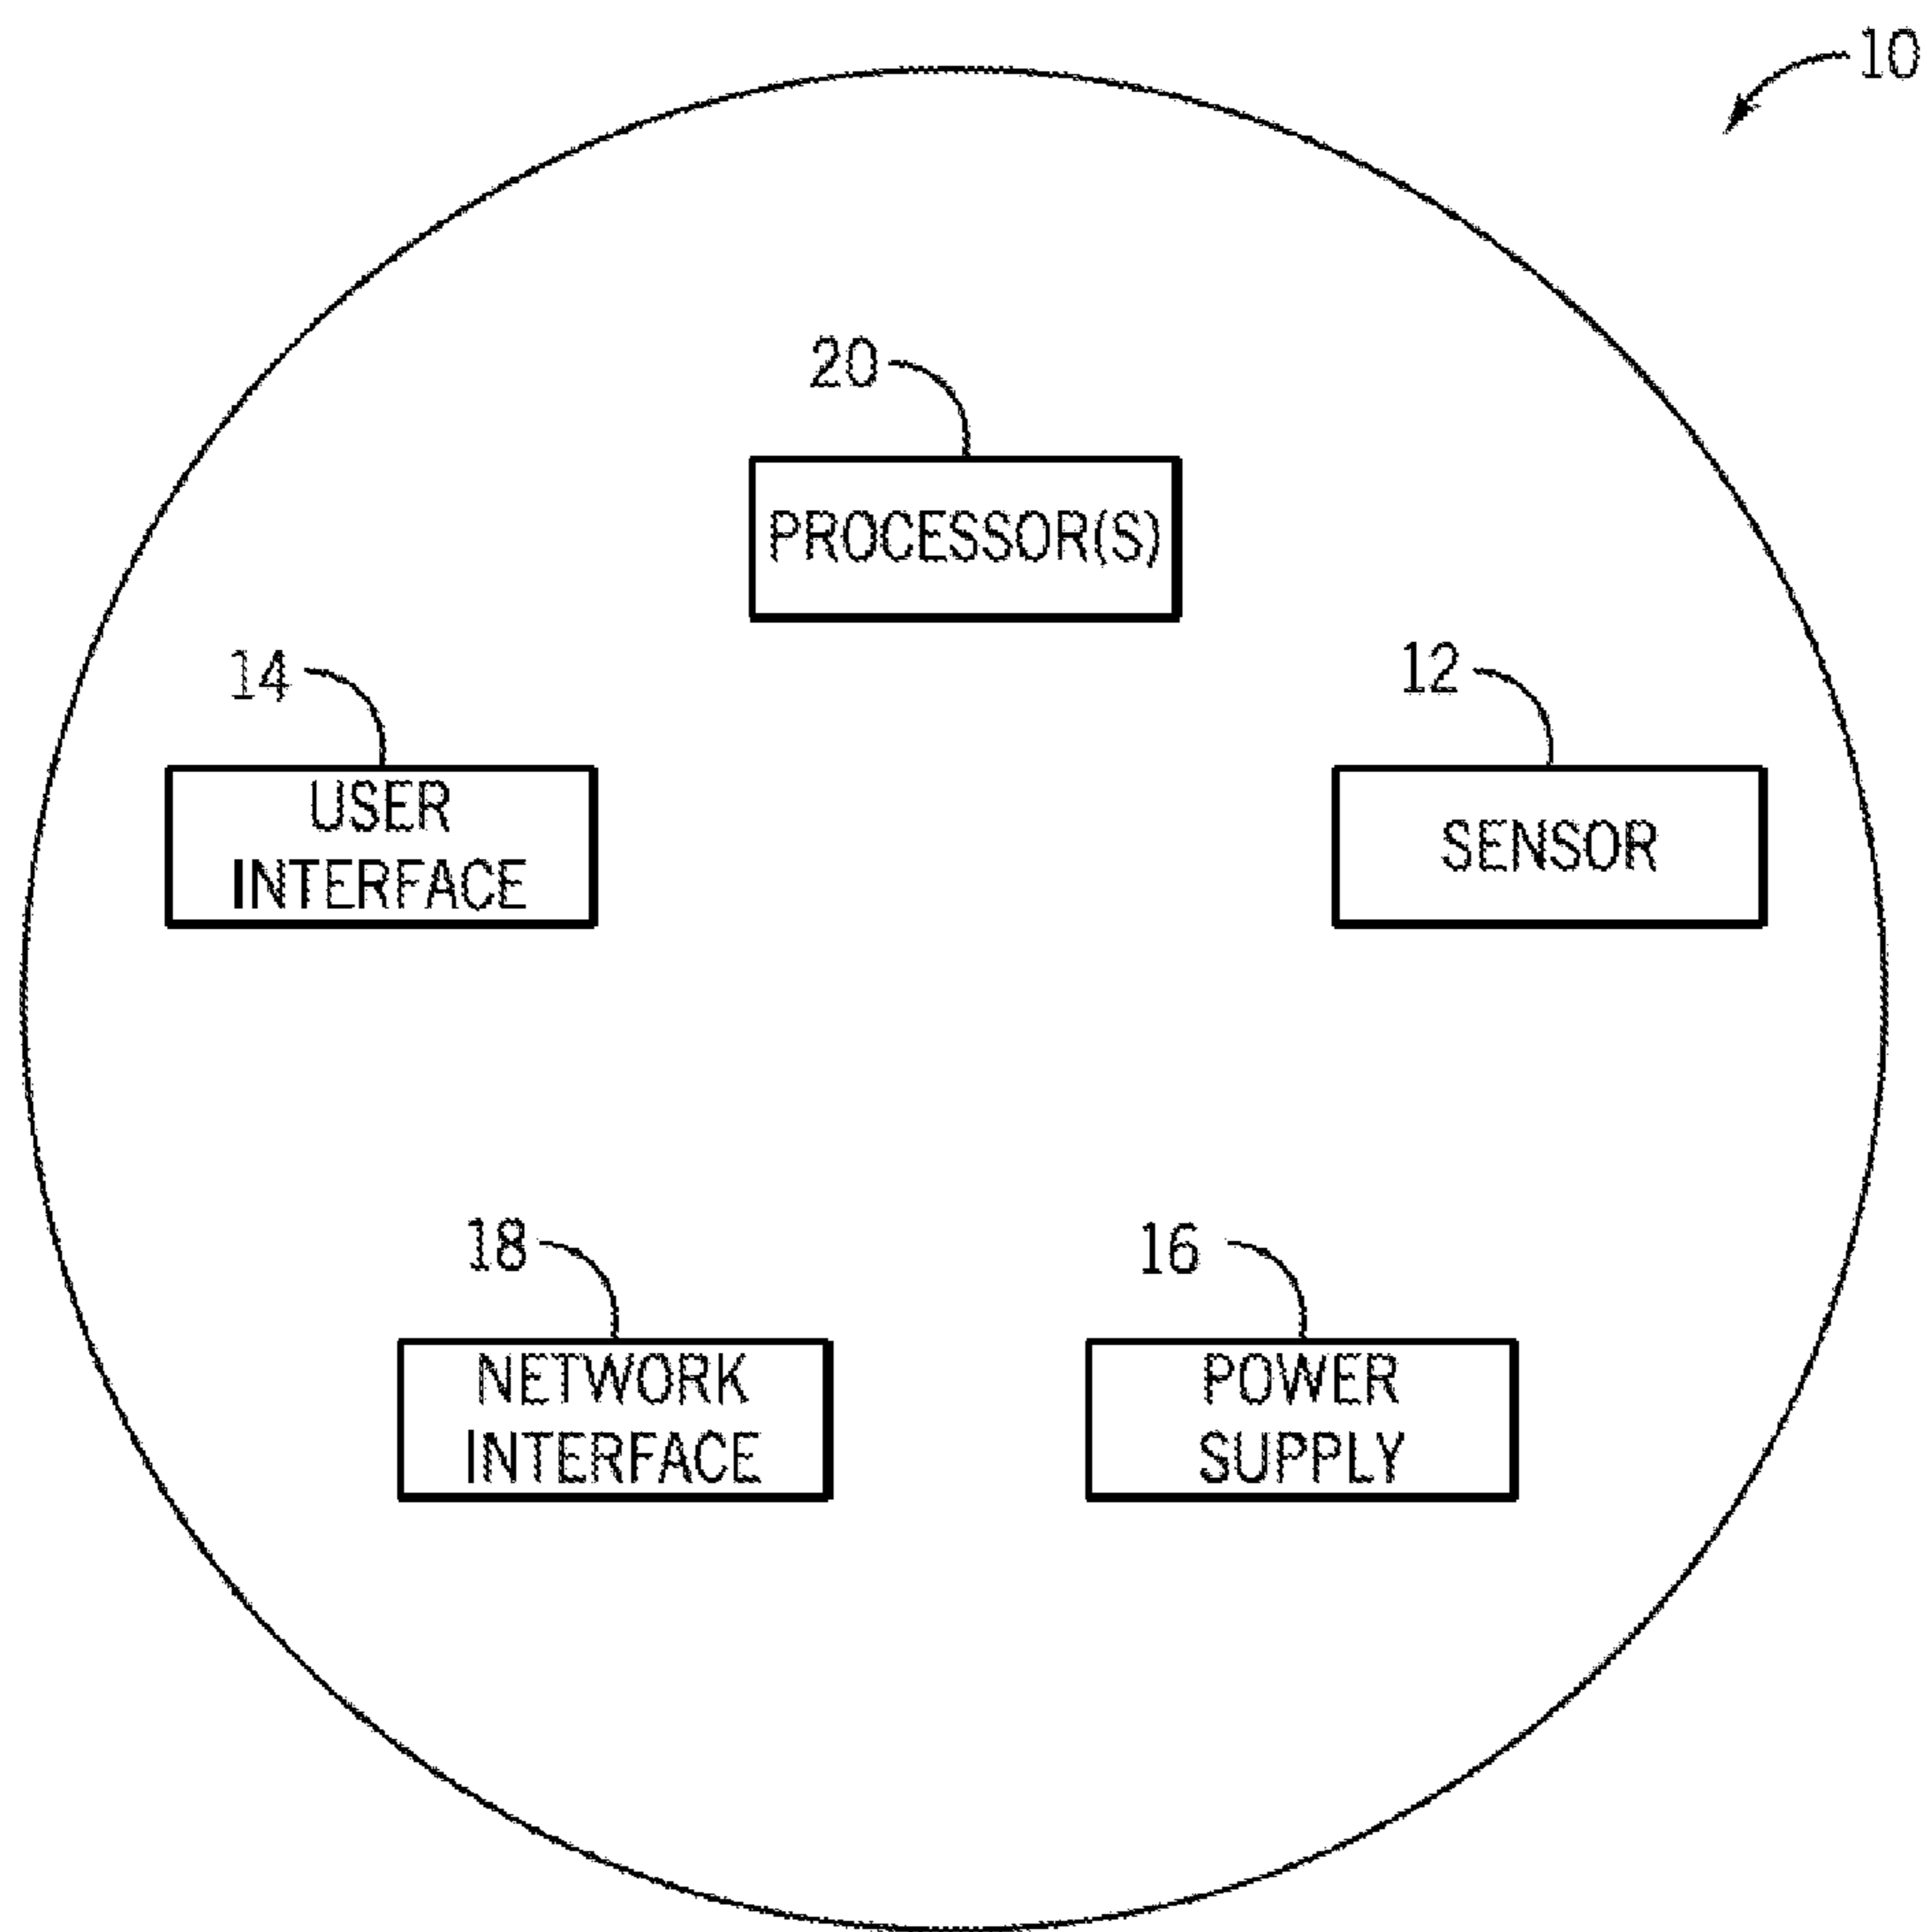 10
20
PROCESSOR(S)
14
USER
INTERFACE
12
SENSOR
18
NETWORK
INTERFACE
16
POWER
SUPPLY